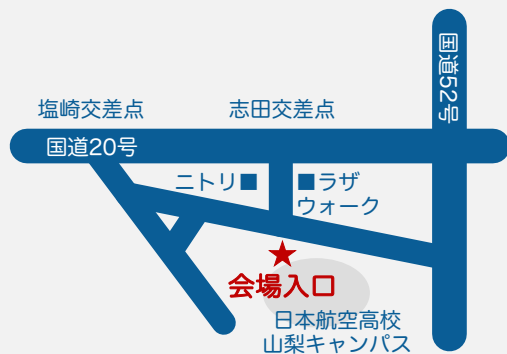 国道52号
塩崎交差点
志田交差点
国道20号
ニトリ■
■ラザ
ウォーク
会場入口
日本航空高校
山梨キャンパス